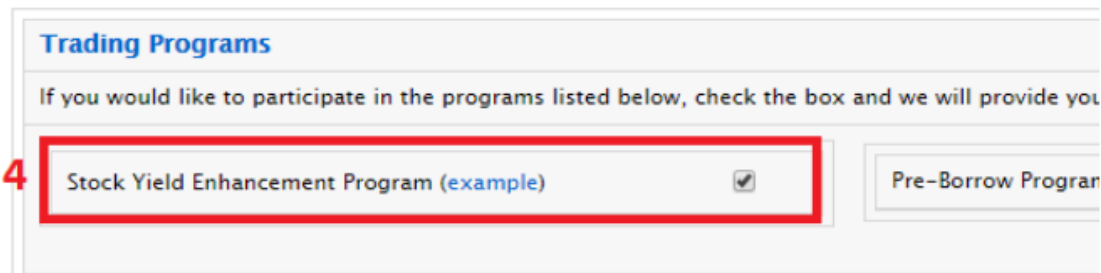 Trading Programs
If you would like to participate in the programs listed below, check the box and we will provide you
4
Stock Yield Enhancement Program (example)
Pre-Borrow Program